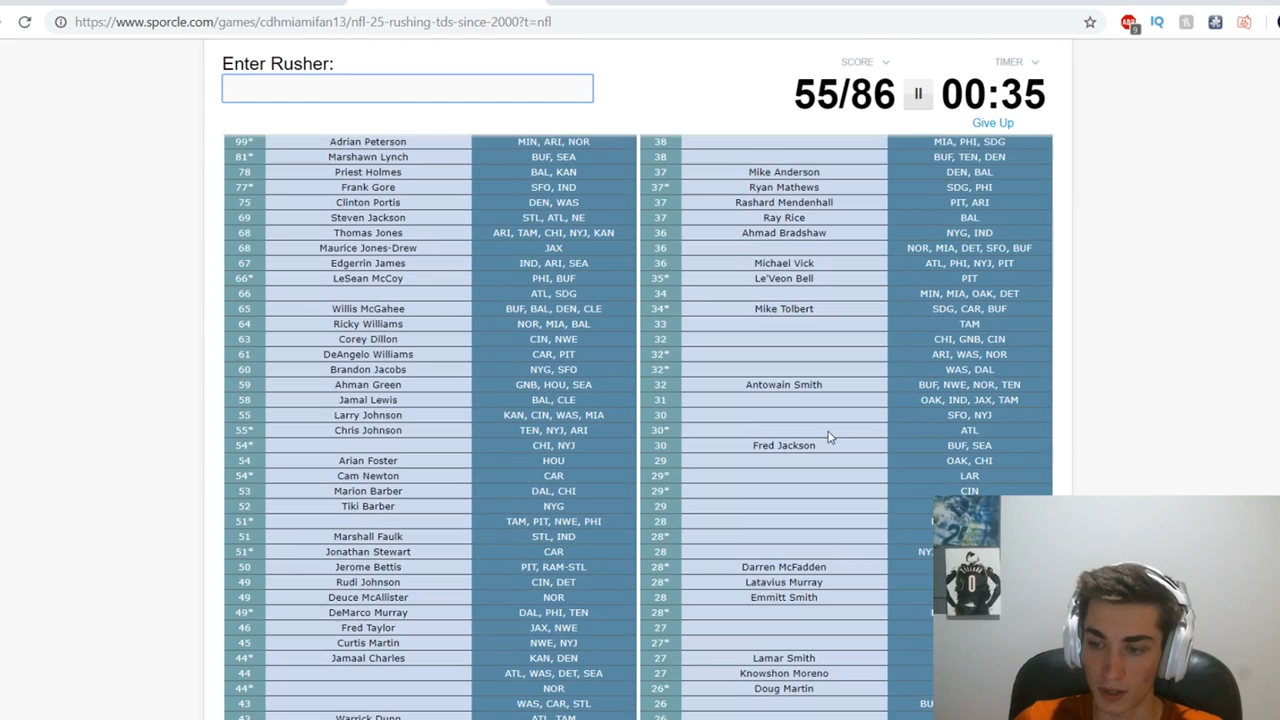 https://www.sporcle.com/games/cdhmiamifan13/nfl-25-rushing-tds-since-2000?t=nfl
ABP
9
IQ
Enter Rusher:
SCORE
TIMER
55/86
00:35
Give Up
99* Adrian Peterson MIN, ARI, NOR
81* Marshawn Lynch BUF, SEA
78 Priest Holmes BAL, KAN
77* Frank Gore SFO, IND
75 Clinton Portis DEN, WAS
69 Steven Jackson STL, ATL, NE
68 Thomas Jones ARI, TAM, CHI, NYJ, KAN
68 Maurice Jones-Drew JAX
67 Edgerrin James IND, ARI, SEA
66* LeSean McCoy PHI, BUF
66 ATL, SDG
65 Willis McGahee BUF, BAL, DEN, CLE
64 Ricky Williams NOR, MIA, BAL
63 Corey Dillon CIN, NWE
61 DeAngelo Williams CAR, PIT
60 Brandon Jacobs NYG, SFO
59 Ahman Green GNB, HOU, SEA
58 Jamal Lewis BAL, CLE
55 Larry Johnson KAN, CIN, WAS, MIA
55* Chris Johnson TEN, NYJ, ARI
54* CHI, NYJ
54 Arian Foster HOU
54* Cam Newton CAR
53 Marion Barber DAL, CHI
52 Tiki Barber NYG
51* TAM, PIT, NWE, PHI
51 Marshall Faulk STL, IND
51* Jonathan Stewart CAR
50 Jerome Bettis PIT, RAM-STL
49 Rudi Johnson CIN, DET
49 Deuce McAllister NOR
49* DeMarco Murray DAL, PHI, TEN
46 Fred Taylor JAX, NWE
45 Curtis Martin NWE, NYJ
44* Jamaal Charles KAN, DEN
44 ATL, WAS, DET, SEA
44* NOR
43 WAS, CAR, STL
43 Warrick Dunn ATL, TAM
38 MIA, PHI, SDG
38 BUF, TEN, DEN
37 Mike Anderson DEN, BAL
37* Ryan Mathews SDG, PHI
37 Rashard Mendenhall PIT, ARI
37 Ray Rice BAL
36 Ahmad Bradshaw NYG, IND
36 NOR, MIA, DET, SFO, BUF
36 Michael Vick ATL, PHI, NYJ, PIT
35* Le'Veon Bell PIT
34 MIN, MIA, OAK, DET
34* Mike Tolbert SDG, CAR, BUF
33 TAM
32 CHI, GNB, CIN
32* ARI, WAS, NOR
32* WAS, DAL
32 Antowain Smith BUF, NWE, NOR, TEN
31 OAK, IND, JAX, TAM
30 SFO, NYJ
30* ATL
30 Fred Jackson BUF, SEA
29 OAK, CHI
29* LAR
29* CIN
29
28
28*
28 NY
28* Darren McFadden
28* Latavius Murray
28 Emmitt Smith
28*
27
27*
27 Lamar Smith
27 Knowshon Moreno
26* Doug Martin
26 BU
26
0